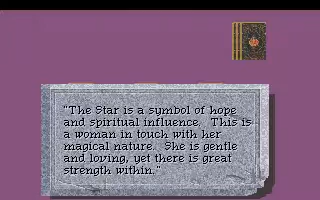 "The Star is a symbol of hope
and spiritual influence. This is
a woman in touch with her
magical nature. She is gentle
and loving, yet there is great
strength within."